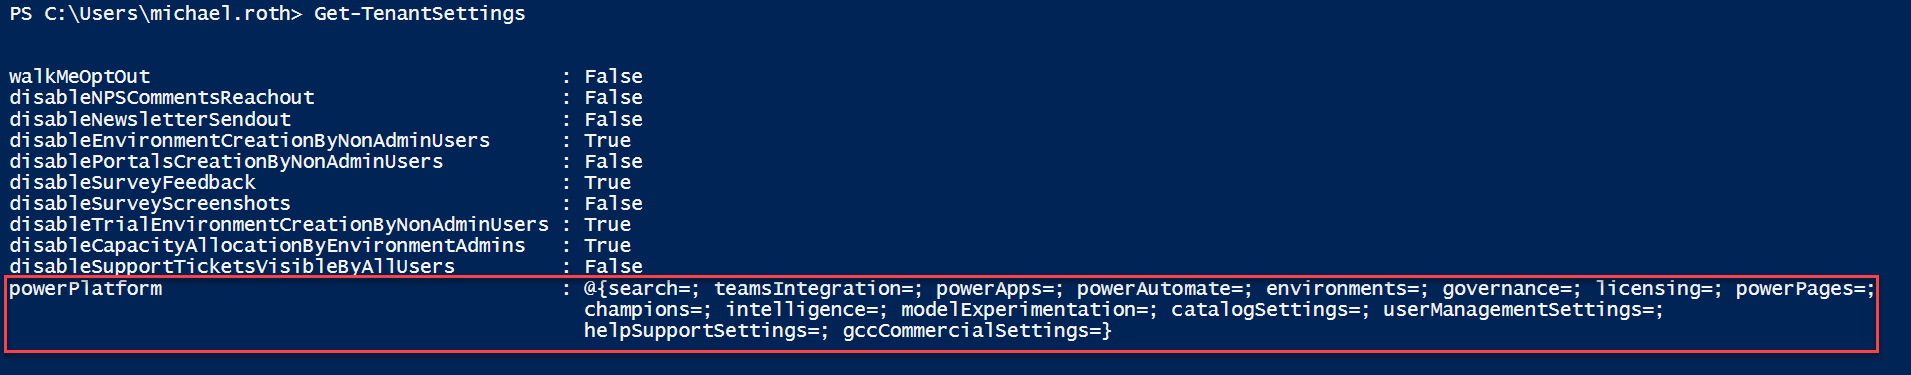 PS C:\Users\michael.roth> Get-TenantSettings
walkMeOptOut : False
disableNPSCommentsReachout : False
disableNewsletterSendout : False
disableEnvironmentCreationByNonAdminUsers : True
disablePortalsCreationByNonAdminUsers : False
disableSurveyFeedback : True
disableSurveyScreenshots : False
disableTrialEnvironmentCreationByNonAdminUsers : True
disableCapacityAllocationByEnvironmentAdmins : True
disableSupportTicketsVisibleByAllUsers : False
powerPlatform : @{search=; teamsIntegration=; powerApps=; powerAutomate=; environments=; governance=; licensing=; powerPages=;
champions=; intelligence=; modelExperimentation=; catalogSettings=; userManagementSettings=;
helpSupportSettings=; gccCommercialSettings=}